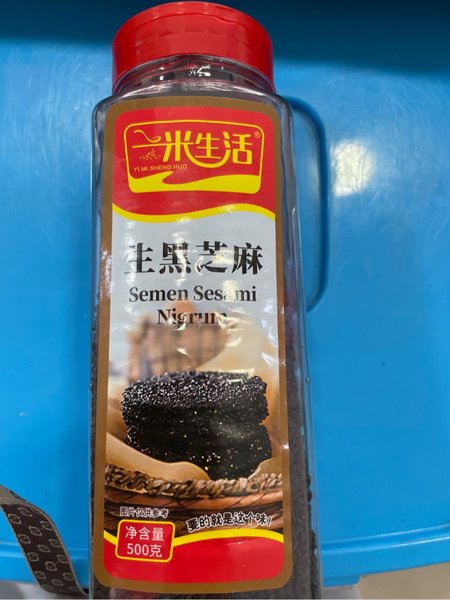 一米生活®
YI MI SHENG HUO
生黑芝麻
Semen Sesami
Nigrum
图片仅供参考
要的就是这个味!
净含量
500克